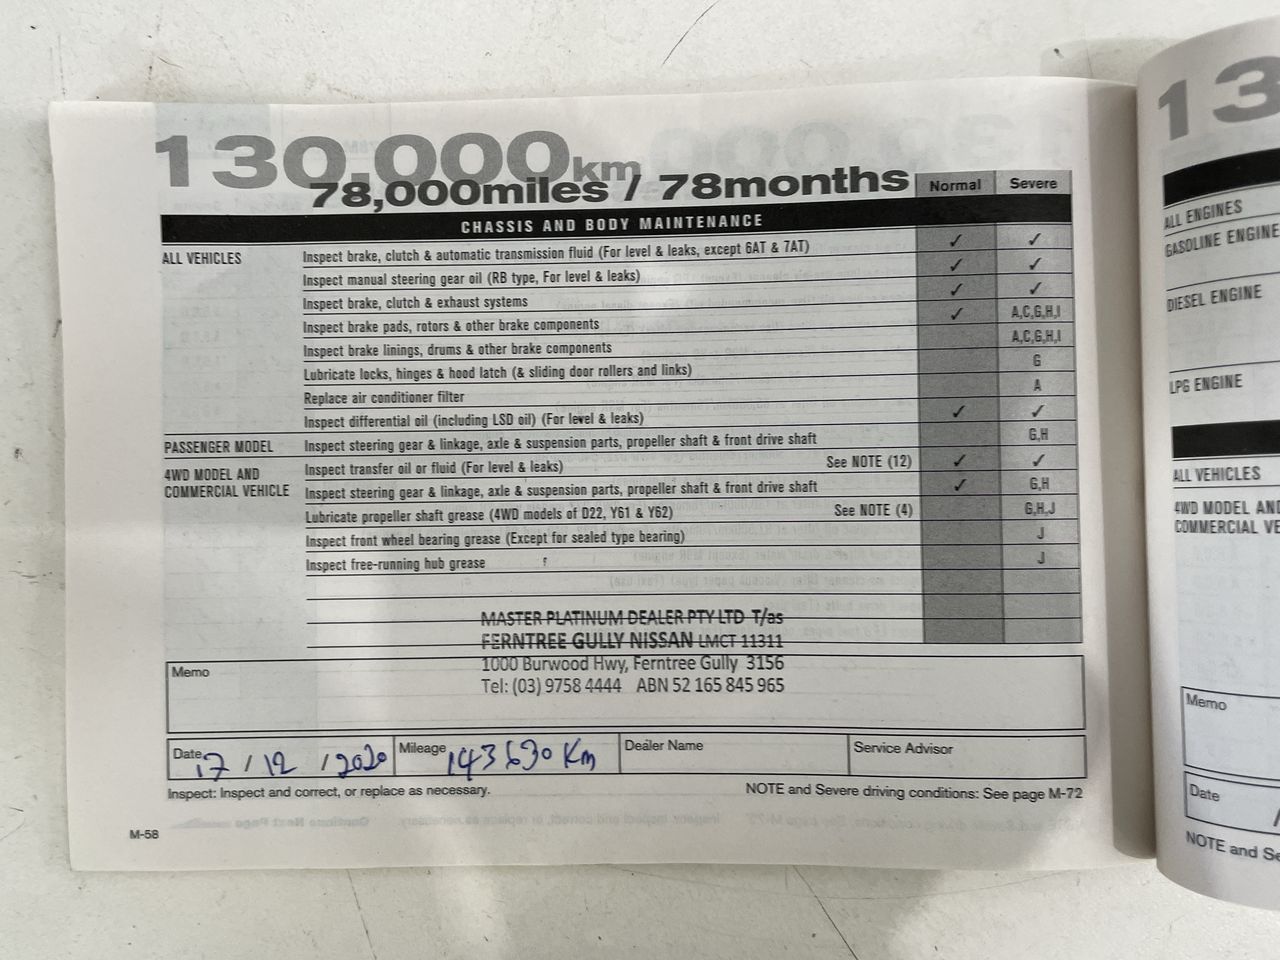 130,000km
78,000miles / 78months
Normal Severe
CHASSIS AND BODY MAINTENANCE
ALL VEHICLES Inspect brake, clutch & automatic transmission fluid (For level & leaks, except 6AT & 7AT) ✓ ✓
Inspect manual steering gear oil (RB type, For level & leaks) ✓ ✓
Inspect brake, clutch & exhaust systems ✓ ✓
Inspect brake pads, rotors & other brake components ✓ A,C,G,H,I
Inspect brake linings, drums & other brake components A,C,G,H,I
Lubricate locks, hinges & hood latch (& sliding door rollers and links) G
Replace air conditioner filter A
Inspect differential oil (including LSD oil) (For level & leaks) ✓ ✓
PASSENGER MODEL Inspect steering gear & linkage, axle & suspension parts, propeller shaft & front drive shaft G,H
4WD MODEL AND Inspect transfer oil or fluid (For level & leaks) See NOTE (12) ✓ ✓
COMMERCIAL VEHICLE Inspect steering gear & linkage, axle & suspension parts, propeller shaft & front drive shaft ✓ G,H
Lubricate propeller shaft grease (4WD models of D22, Y61 & Y62) See NOTE (4) G,H,J
Inspect front wheel bearing grease (Except for sealed type bearing) J
Inspect free-running hub grease J
MASTER PLATINUM DEALER PTY LTD T/as
FERNTREE GULLY NISSAN LMCT 11311
1000 Burwood Hwy, Ferntree Gully 3156
Tel: (03) 9758 4444 ABN 52 165 845 965
Memo
Date 17 / 12 / 2020 Mileage 143630 Km Dealer Name Service Advisor
Inspect: Inspect and correct, or replace as necessary. NOTE and Severe driving conditions: See page M-72
M-58
13
ALL ENGINES
GASOLINE ENGINE
DIESEL ENGINE
LPG ENGINE
ALL VEHICLES
4WD MODEL AND
COMMERCIAL VE
Memo
Date /
NOTE and Se